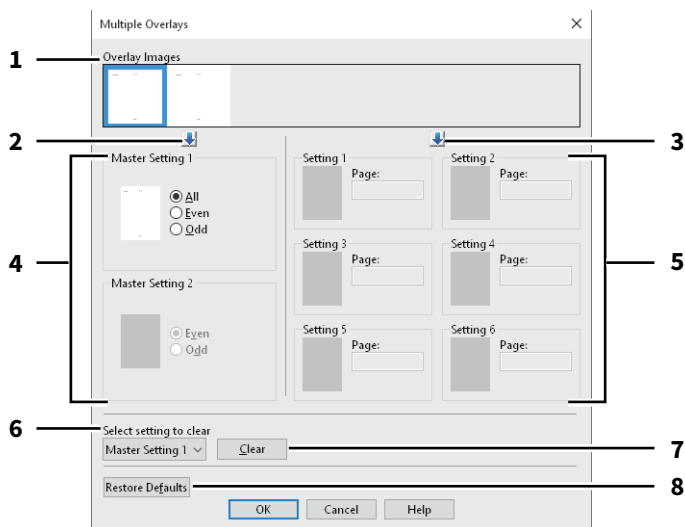 Multiple Overlays
1
Overlay Images
2
3
Master Setting 1
All
Even
Odd
Setting 1
Page:
Setting 2
Page:
4
5
Setting 3
Page:
Setting 4
Page:
Master Setting 2
Even
Odd
Setting 5
Page:
Setting 6
Page:
6
Select setting to clear
Master Setting 1 Clear
7
Restore Defaults
8
OK Cancel Help